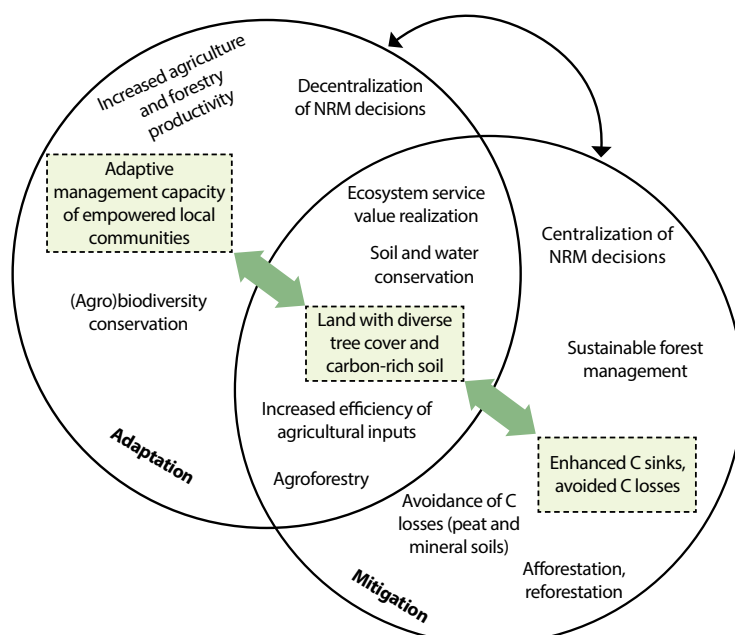 Increased agriculture
and forestry
productivity
Decentralization
of NRM decisions
Adaptive
management capacity
of empowered local
communities
Ecosystem service
value realization
Soil and water
conservation
Centralization of
NRM decisions
(Agro)biodiversity
conservation
Land with diverse
tree cover and
carbon-rich soil
Sustainable forest
management
Increased efficiency of
agricultural inputs
Adaptation
Agroforestry
Enhanced C sinks,
avoided C losses
Avoidance of C
losses (peat and
mineral soils)
Afforestation,
reforestation
Mitigation